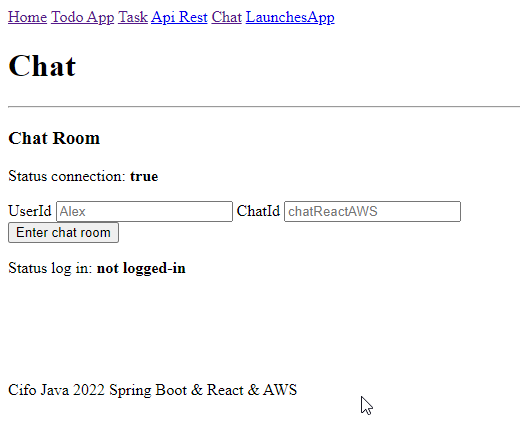 Home Todo App Task Api Rest Chat LaunchesApp
Chat
Chat Room
Status connection: true
UserId Alex ChatId chatReactAWS
Enter chat room
Status log in: not logged-in
Cifo Java 2022 Spring Boot & React & AWS